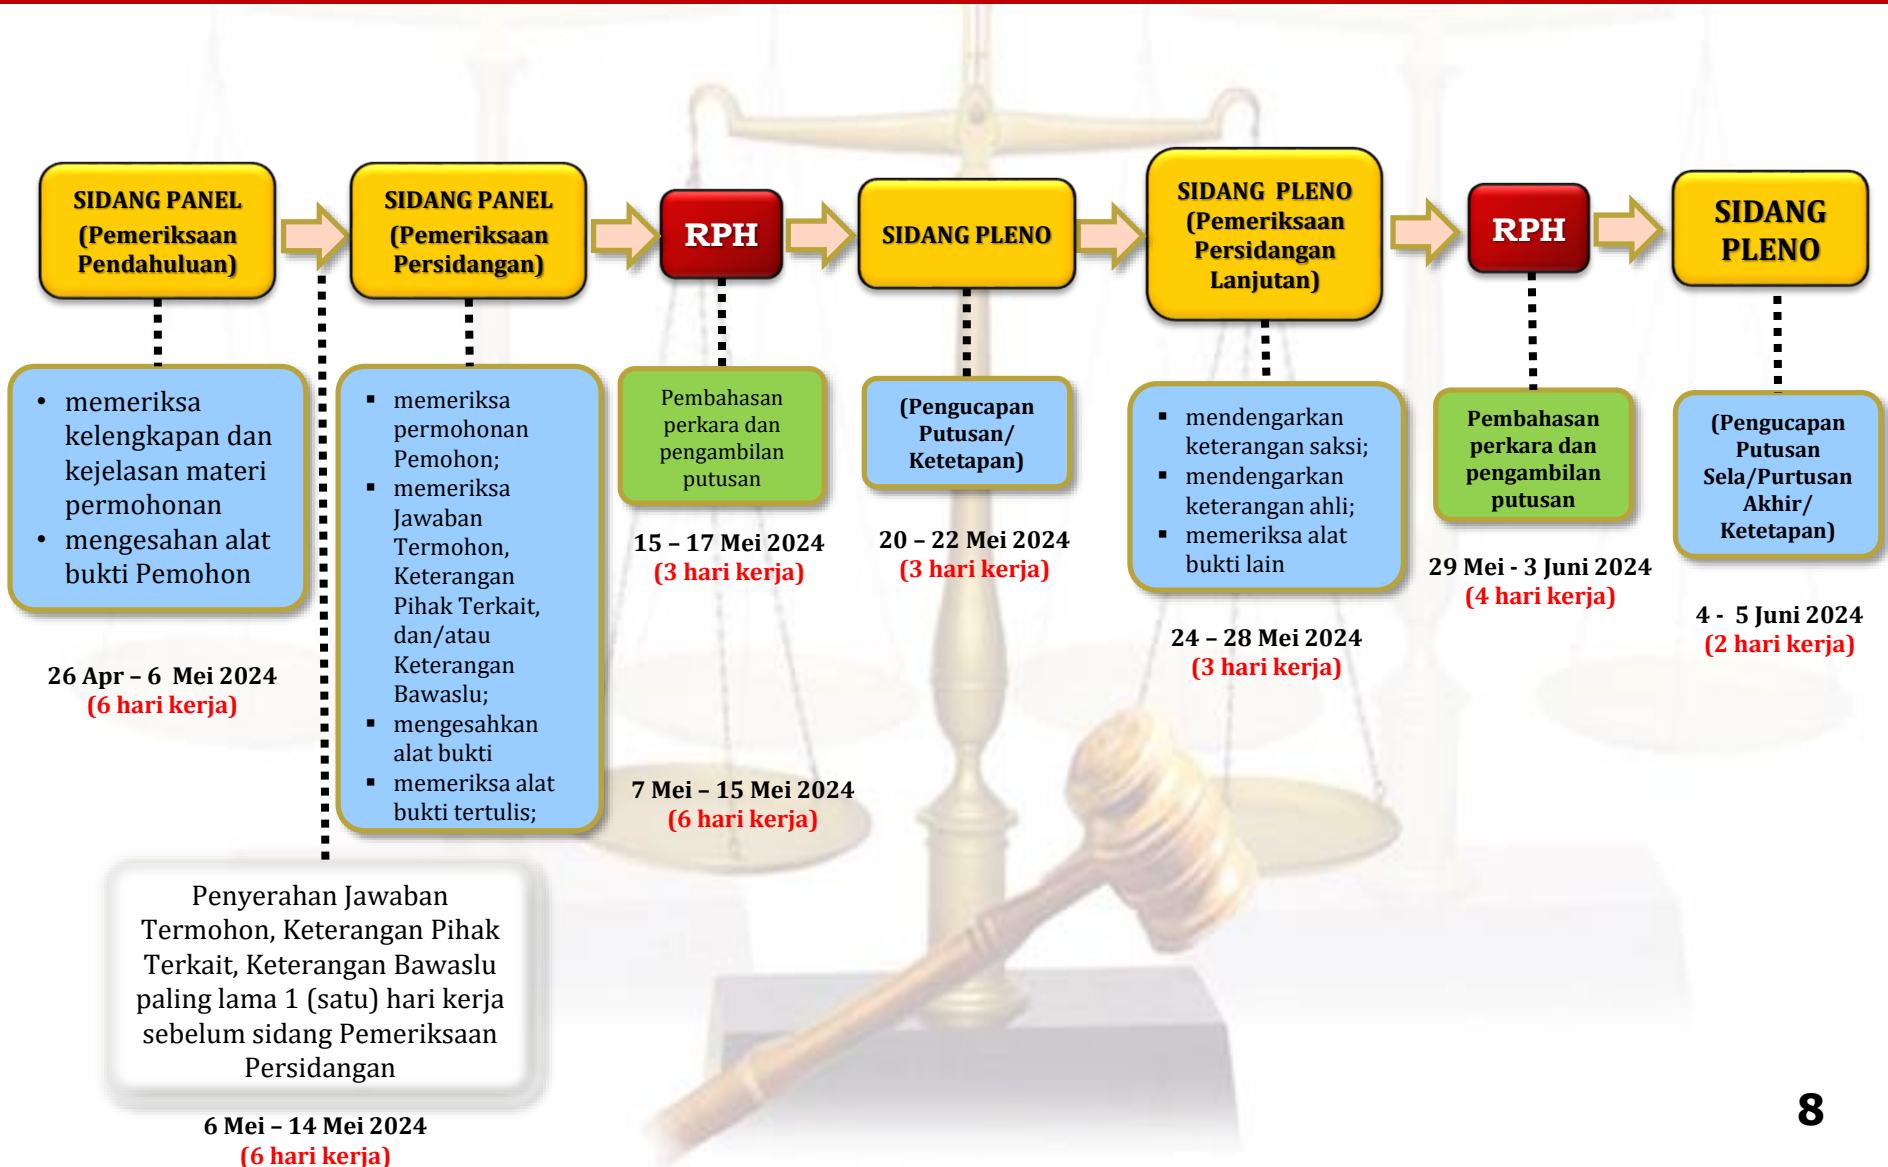 SIDANG PANEL
(Pemeriksaan
Pendahuluan)
• memeriksa
kelengkapan dan
kejelasan materi
permohonan
• mengesahan alat
bukti Pemohon
26 Apr – 6 Mei 2024
(6 hari kerja)
Penyerahan Jawaban
Termohon, Keterangan Pihak
Terkait, Keterangan Bawaslu
paling lama 1 (satu) hari kerja
sebelum sidang Pemeriksaan
Persidangan
6 Mei – 14 Mei 2024
(6 hari kerja)
SIDANG PANEL
(Pemeriksaan
Persidangan)
▪ memeriksa
permohonan
Pemohon;
▪ memeriksa
Jawaban
Termohon,
Keterangan
Pihak Terkait,
dan/atau
Keterangan
Bawaslu;
▪ mengesahkan
alat bukti
▪ memeriksa alat
bukti tertulis;
7 Mei – 15 Mei 2024
(6 hari kerja)
RPH
Pembahasan
perkara dan
pengambilan
putusan
15 – 17 Mei 2024
(3 hari kerja)
SIDANG PLENO
(Pengucapan
Putusan/
Ketetapan)
20 – 22 Mei 2024
(3 hari kerja)
SIDANG PLENO
(Pemeriksaan
Persidangan
Lanjutan)
▪ mendengarkan
keterangan saksi;
▪ mendengarkan
keterangan ahli;
▪ memeriksa alat
bukti lain
24 – 28 Mei 2024
(3 hari kerja)
RPH
Pembahasan
perkara dan
pengambilan
putusan
29 Mei - 3 Juni 2024
(4 hari kerja)
SIDANG
PLENO
(Pengucapan
Putusan
Sela/Purtusan
Akhir/
Ketetapan)
4 - 5 Juni 2024
(2 hari kerja)
8